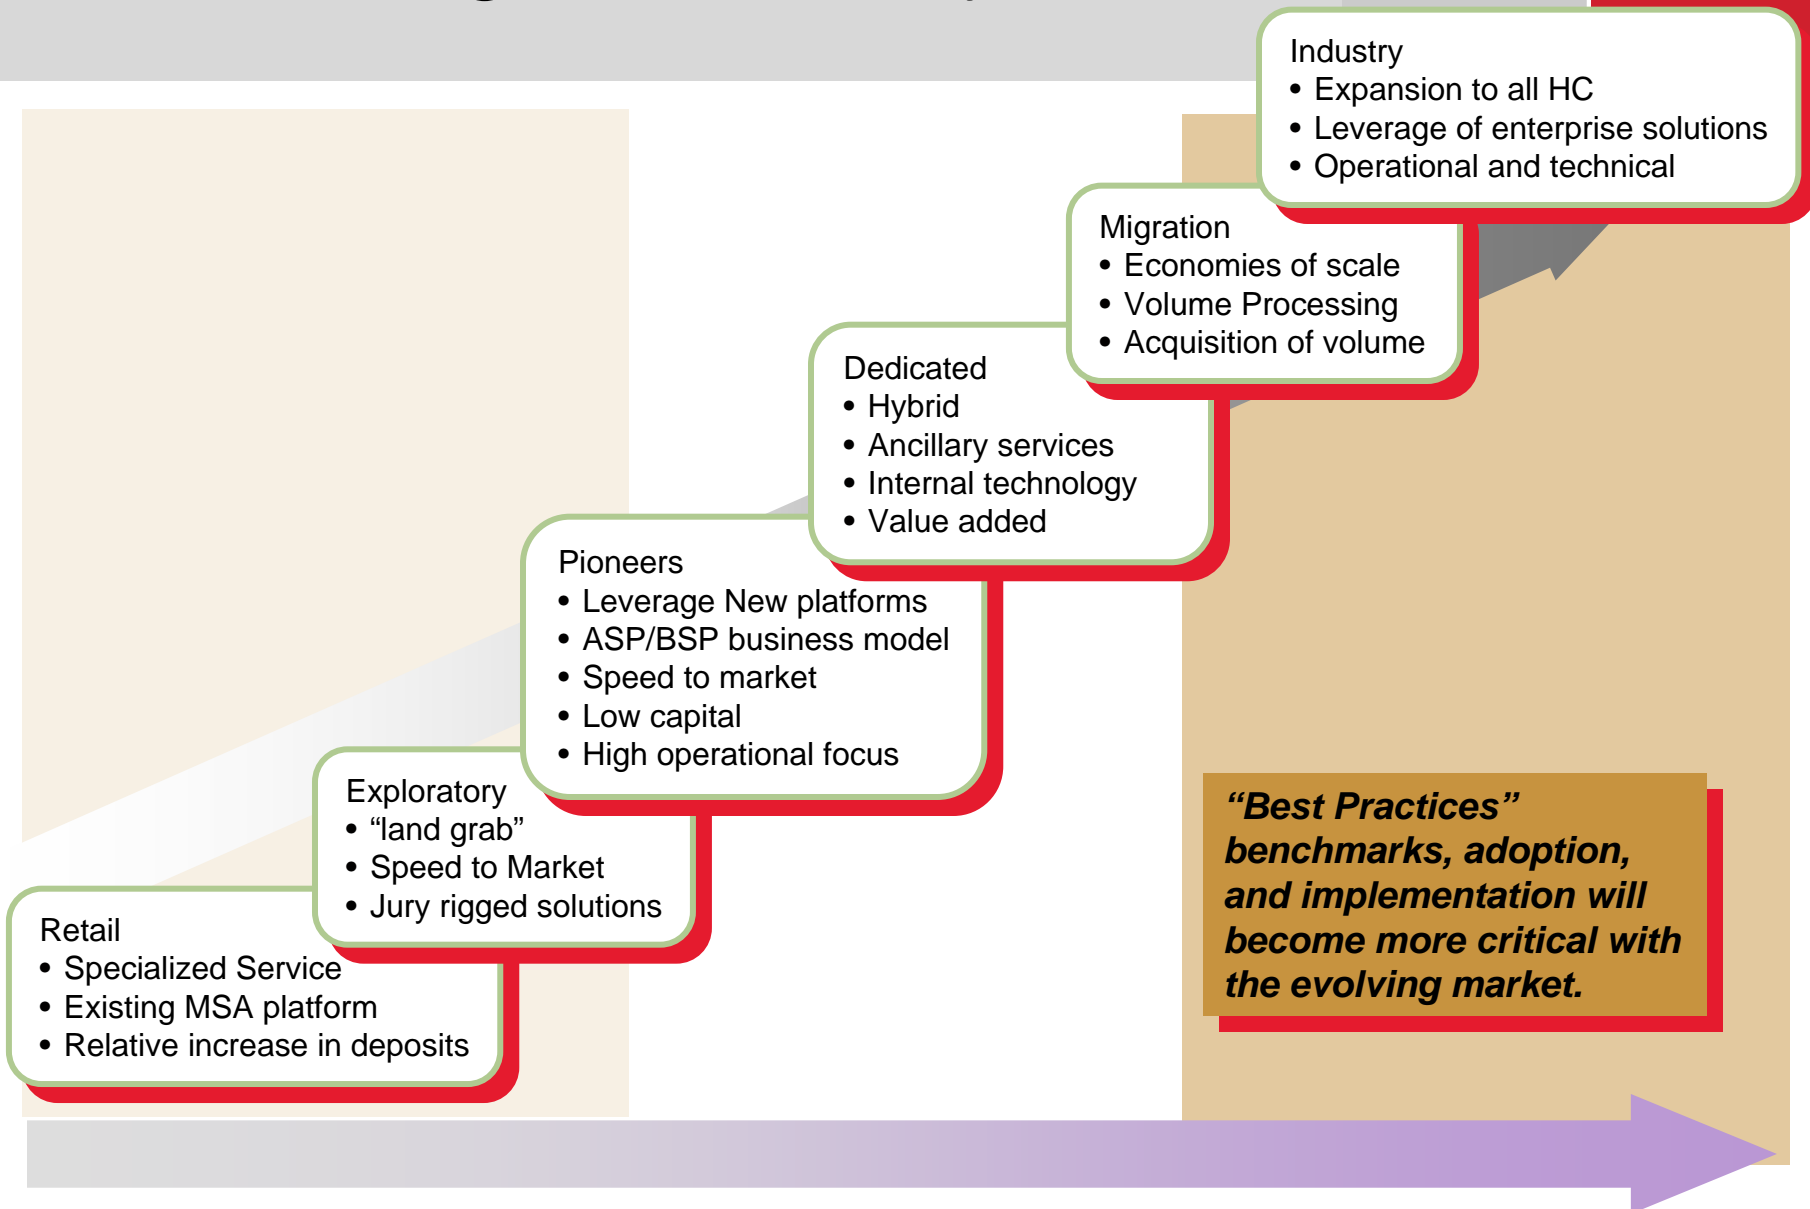 Industry
• Expansion to all HC
• Leverage of enterprise solutions
• Operational and technical
Migration
• Economies of scale
• Volume Processing
• Acquisition of volume
Dedicated
• Hybrid
• Ancillary services
• Internal technology
• Value added
Pioneers
• Leverage New platforms
• ASP/BSP business model
• Speed to market
• Low capital
• High operational focus
Exploratory
• “land grab”
• Speed to Market
• Jury rigged solutions
Retail
• Specialized Service
• Existing MSA platform
• Relative increase in deposits
“Best Practices”
benchmarks, adoption,
and implementation will
become more critical with
the evolving market.